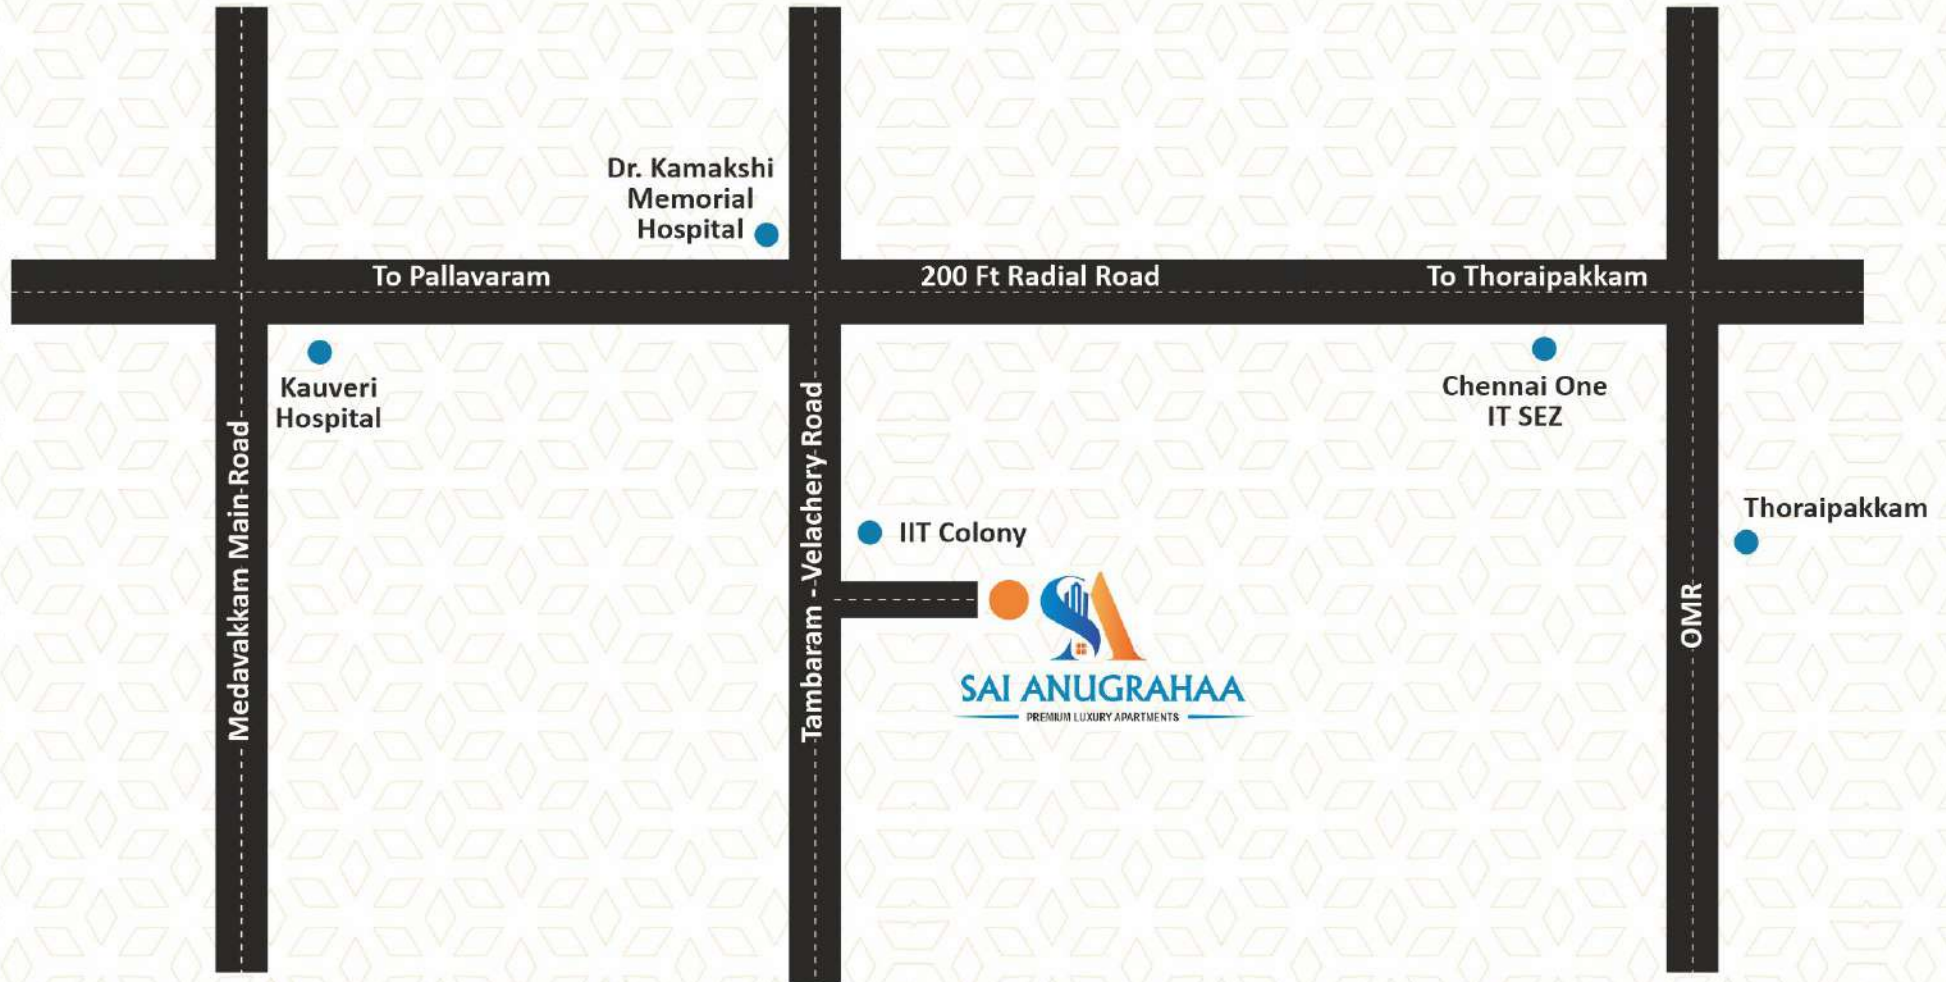 Dr. Kamakshi
Memorial
Hospital
To Pallavaram
200 Ft Radial Road
To Thoraipakkam
Kauveri
Hospital
Chennai One
IT SEZ
Medavakkam Main Road
Tambaram - Velachery Road
IIT Colony
Thoraipakkam
OMR
SA
SAI ANUGRAHAA
PREMIUM LUXURY APARTMENTS